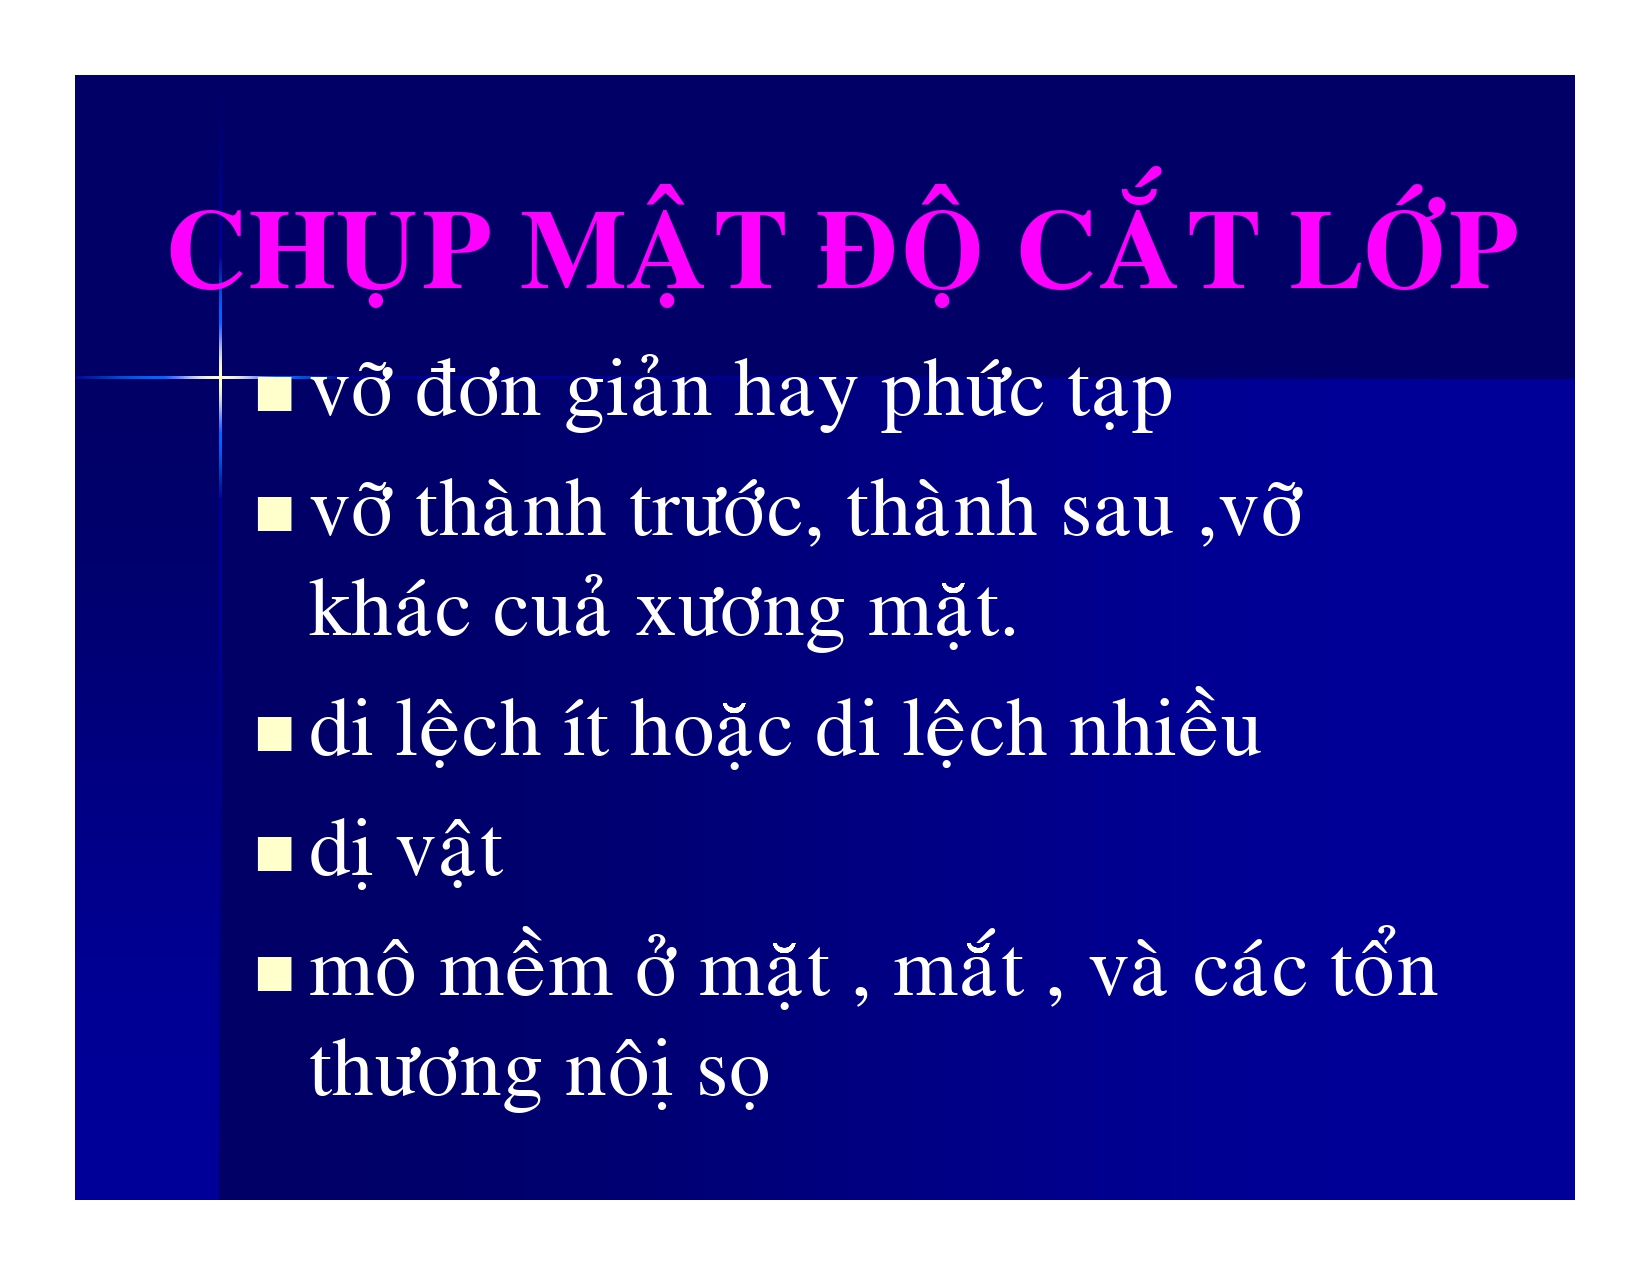 CHỤP MẬT ĐỘ CẮT LỚP
vỡ đơn giản hay phức tạp
vỡ thành trước, thành sau ,vỡ
khác cuả xương mặt.
di lệch ít hoặc di lệch nhiều
dị vật
mô mềm ở mặt , mắt , và các tổn
thương nôị sọ